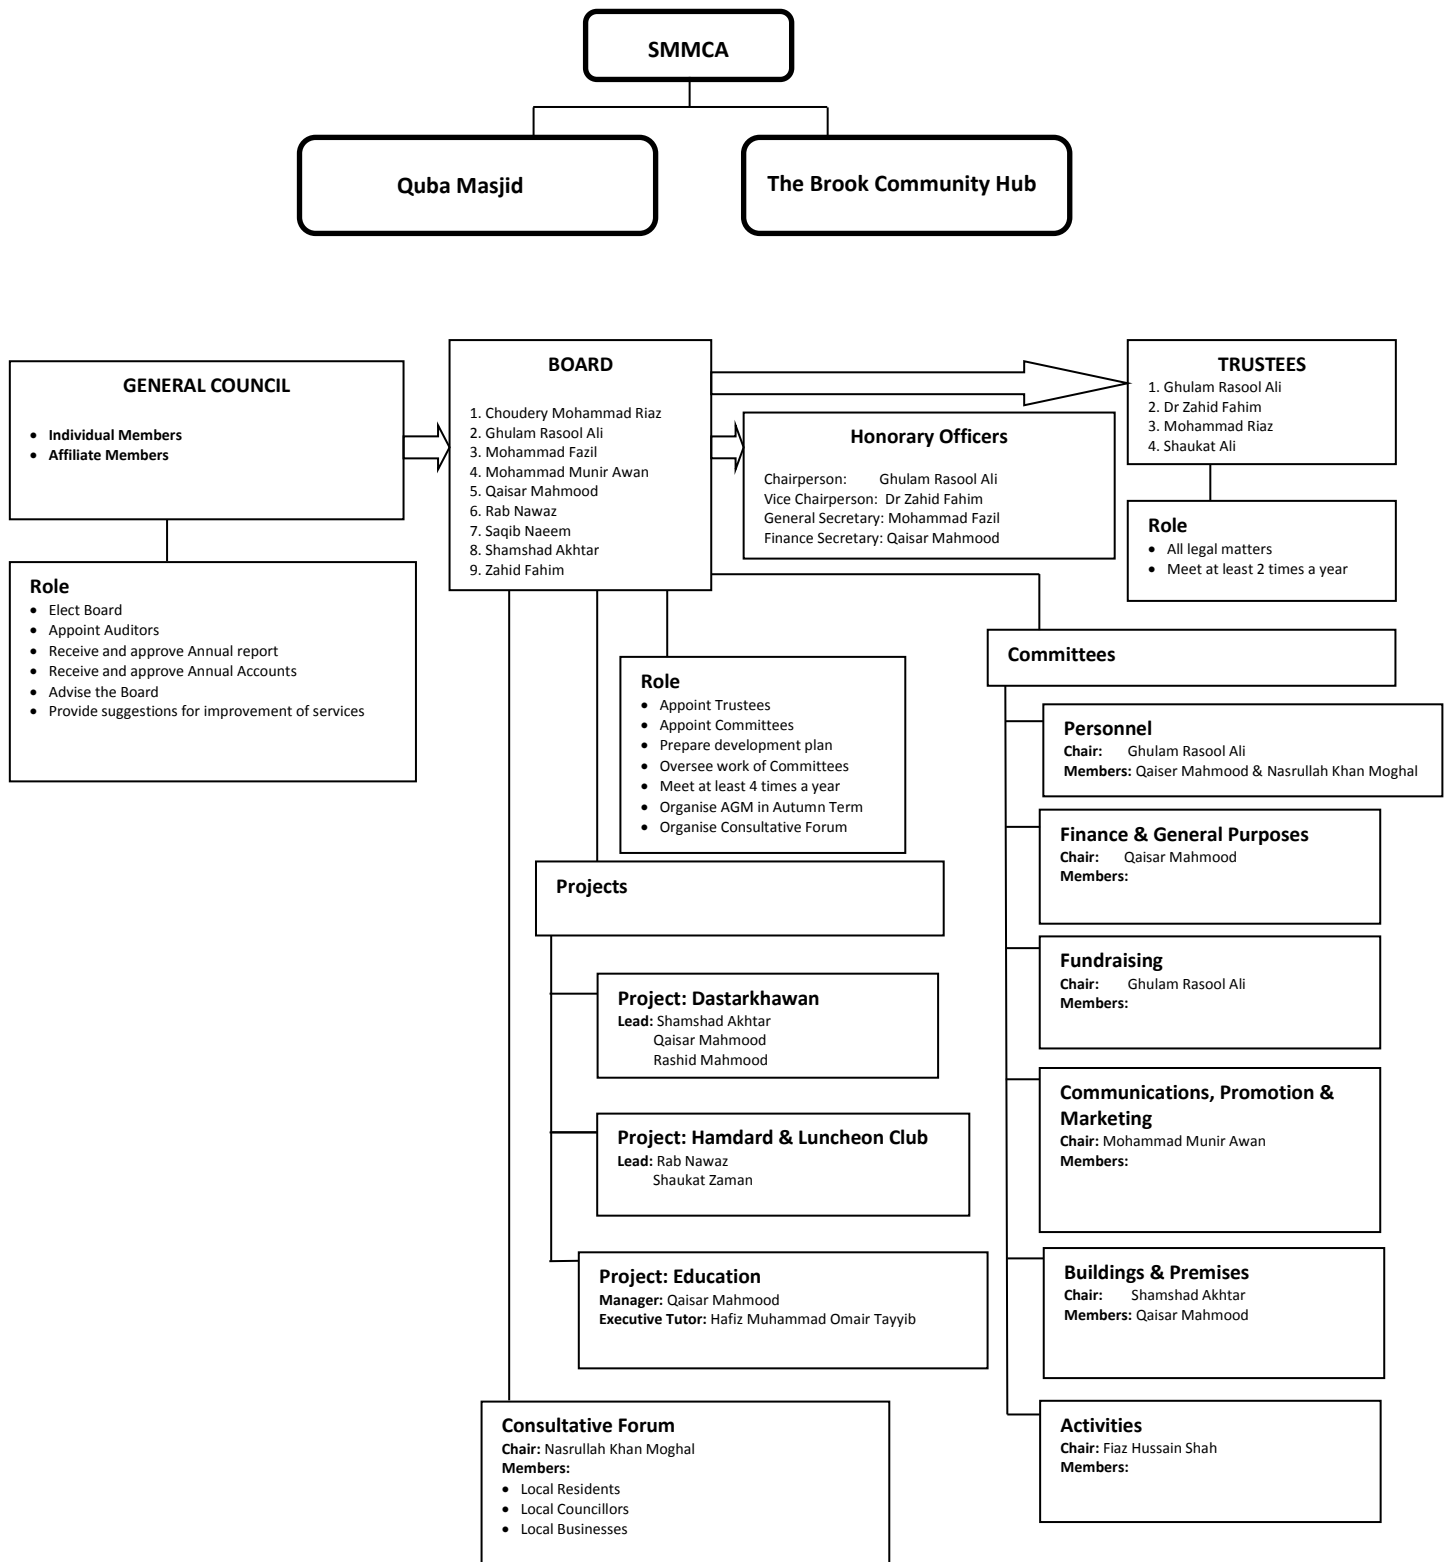 SMMCA
Quba Masjid
The Brook Community Hub
GENERAL COUNCIL
• Individual Members
• Affiliate Members
Role
• Elect Board
• Appoint Auditors
• Receive and approve Annual report
• Receive and approve Annual Accounts
• Advise the Board
• Provide suggestions for improvement of services
BOARD
1. Choudery Mohammad Riaz
2. Ghulam Rasool Ali
3. Mohammad Fazil
4. Mohammad Munir Awan
5. Qaisar Mahmood
6. Rab Nawaz
7. Saqib Naeem
8. Shamshad Akhtar
9. Zahid Fahim
Honorary Officers
Chairperson: Ghulam Rasool Ali
Vice Chairperson: Dr Zahid Fahim
General Secretary: Mohammad Fazil
Finance Secretary: Qaisar Mahmood
TRUSTEES
1. Ghulam Rasool Ali
2. Dr Zahid Fahim
3. Mohammad Riaz
4. Shaukat Ali
Role
• All legal matters
• Meet at least 2 times a year
Role
• Appoint Trustees
• Appoint Committees
• Prepare development plan
• Oversee work of Committees
• Meet at least 4 times a year
• Organise AGM in Autumn Term
• Organise Consultative Forum
Projects
Project: Dastarkhawan
Lead: Shamshad Akhtar
Qaisar Mahmood
Rashid Mahmood
Project: Hamdard & Luncheon Club
Lead: Rab Nawaz
Shaukat Zaman
Project: Education
Manager: Qaisar Mahmood
Executive Tutor: Hafiz Muhammad Omair Tayyib
Consultative Forum
Chair: Nasrullah Khan Moghal
Members:
• Local Residents
• Local Councillors
• Local Businesses
Committees
Personnel
Chair: Ghulam Rasool Ali
Members: Qaiser Mahmood & Nasrullah Khan Moghal
Finance & General Purposes
Chair: Qaisar Mahmood
Members:
Fundraising
Chair: Ghulam Rasool Ali
Members:
Communications, Promotion &
Marketing
Chair: Mohammad Munir Awan
Members:
Buildings & Premises
Chair: Shamshad Akhtar
Members: Qaisar Mahmood
Activities
Chair: Fiaz Hussain Shah
Members: